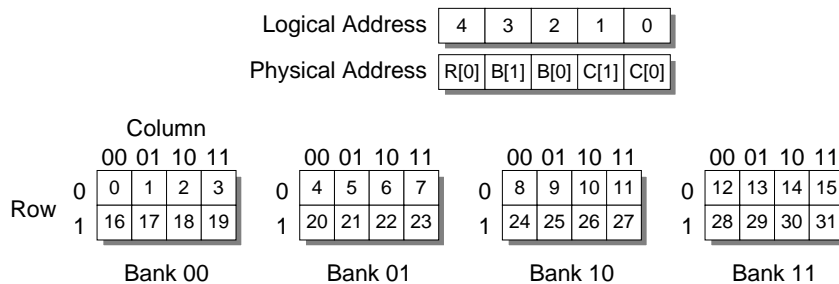 Logical Address 4 3 2 1 0
Physical Address R[0] B[1] B[0] C[1] C[0]
Column
00 01 10 11 00 01 10 11 00 01 10 11 00 01 10 11
0 0 1 2 3 0 4 5 6 7 0 8 9 10 11 0 12 13 14 15
Row
1 16 17 18 19 1 20 21 22 23 1 24 25 26 27 1 28 29 30 31
Bank 00 Bank 01 Bank 10 Bank 11